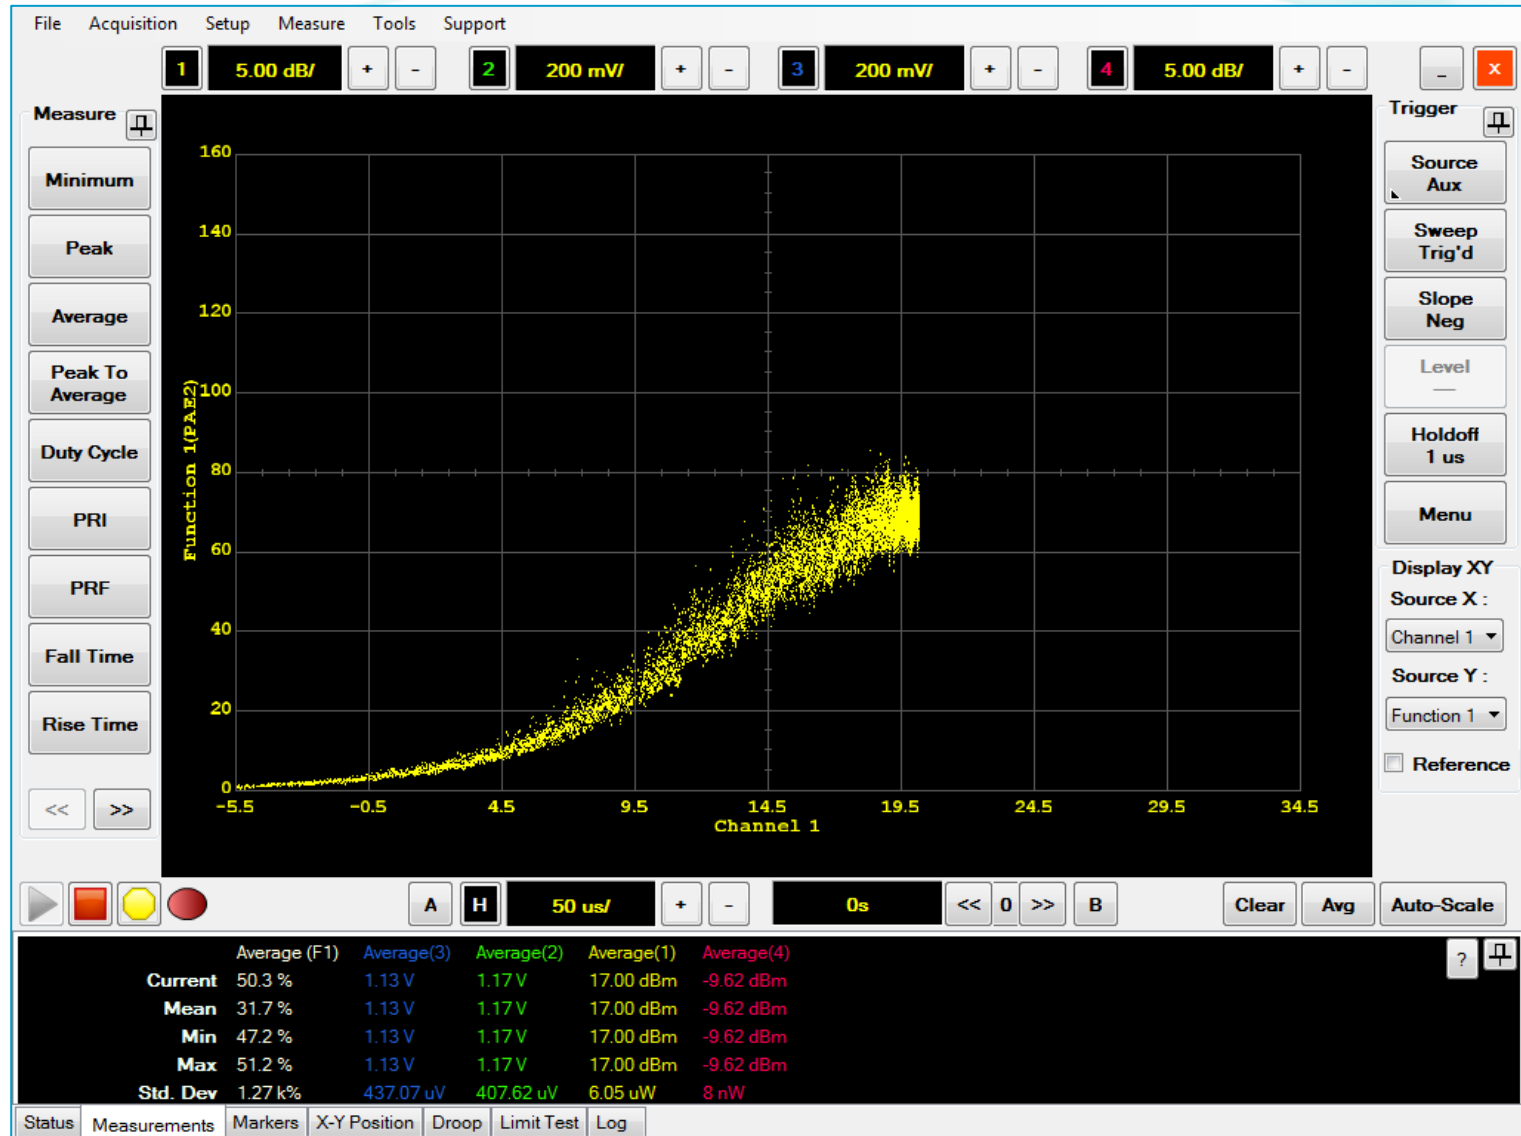 File Acquisition Setup Measure Tools Support
1 5.00 dB/ + - 2 200 mV/ + - 3 200 mV/ + - 4 5.00 dB/ + - _ X
Measure
Minimum
Peak
Average
Peak To
Average
Duty Cycle
PRI
PRF
Fall Time
Rise Time
<< >>
160
140
120
100
80
60
40
20
0
Function 1(PAE2)
-5.5 -0.5 4.5 9.5 14.5 19.5 24.5 29.5 34.5
Channel 1
Trigger
Source
Aux
Sweep
Trig'd
Slope
Neg
Level
—
Holdoff
1 us
Menu
Display XY
Source X :
Channel 1
Source Y :
Function 1
Reference
A H 50 us/ + - 0s << 0 >> B Clear Avg Auto-Scale
Average (F1) Average(3) Average(2) Average(1) Average(4) ?
Current 50.3 % 1.13 V 1.17 V 17.00 dBm -9.62 dBm
Mean 31.7 % 1.13 V 1.17 V 17.00 dBm -9.62 dBm
Min 47.2 % 1.13 V 1.17 V 17.00 dBm -9.62 dBm
Max 51.2 % 1.13 V 1.17 V 17.00 dBm -9.62 dBm
Std. Dev 1.27 k% 437.07 uV 407.62 uV 6.05 uW 8 nW
Status Measurements Markers X-Y Position Droop Limit Test Log